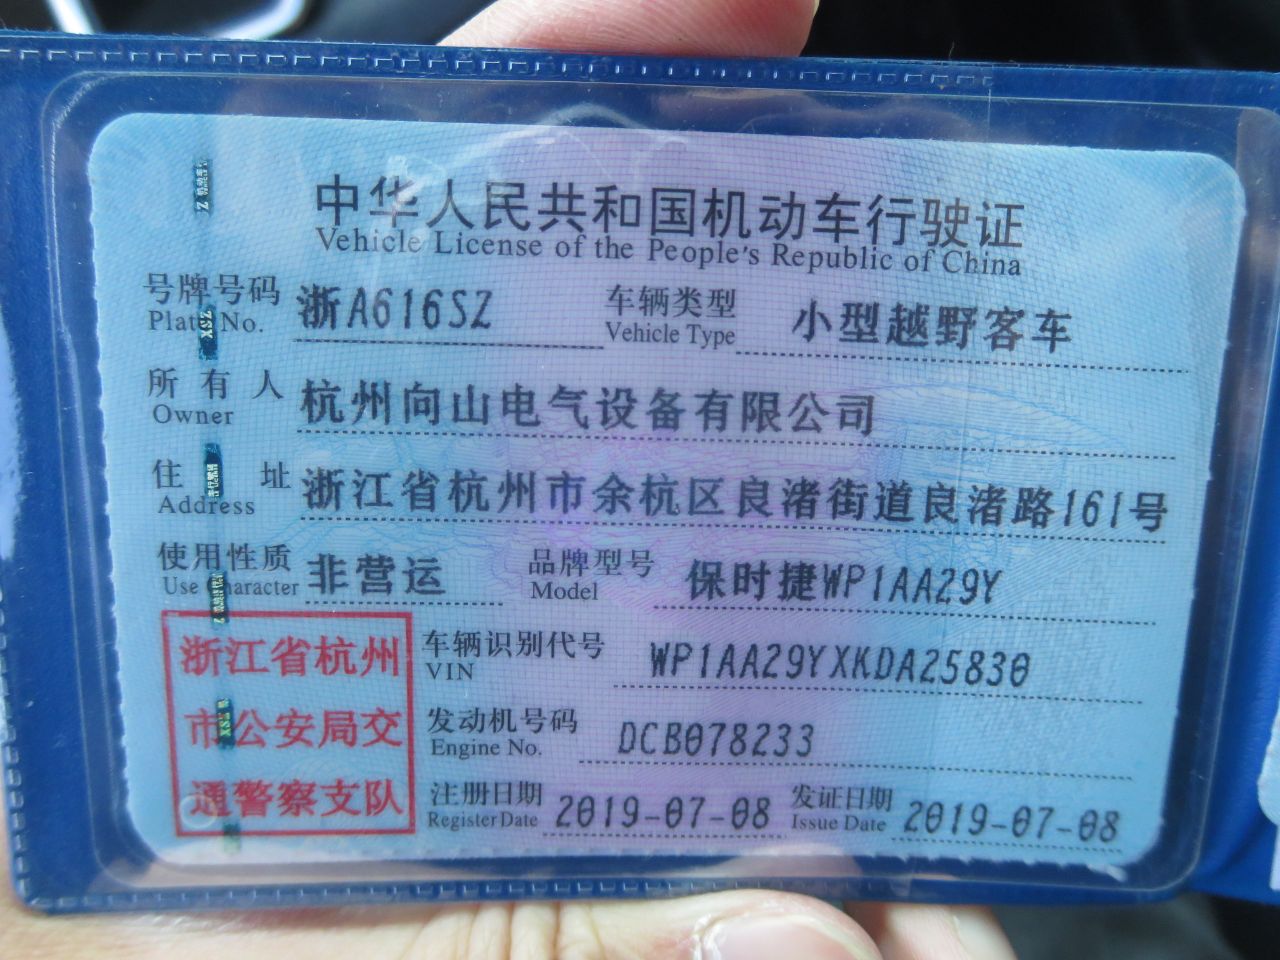 中华人民共和国机动车行驶证
Vehicle License of the People's Republic of China
号牌号码 浙A616SZ 车辆类型 小型越野客车
Plate No. Vehicle Type
所有人 杭州向山电气设备有限公司
Owner
住址 浙江省杭州市余杭区良渚街道良渚路161号
Address
使用性质 非营运 品牌型号 保时捷WP1AA29Y
Use Character Model
浙江省杭州
市公安局交
通警察支队
车辆识别代号 WP1AA29YXKDA25830
VIN
发动机号码 DCB078233
Engine No.
注册日期 2019-07-08 发证日期 2019-07-08
Register Date Issue Date